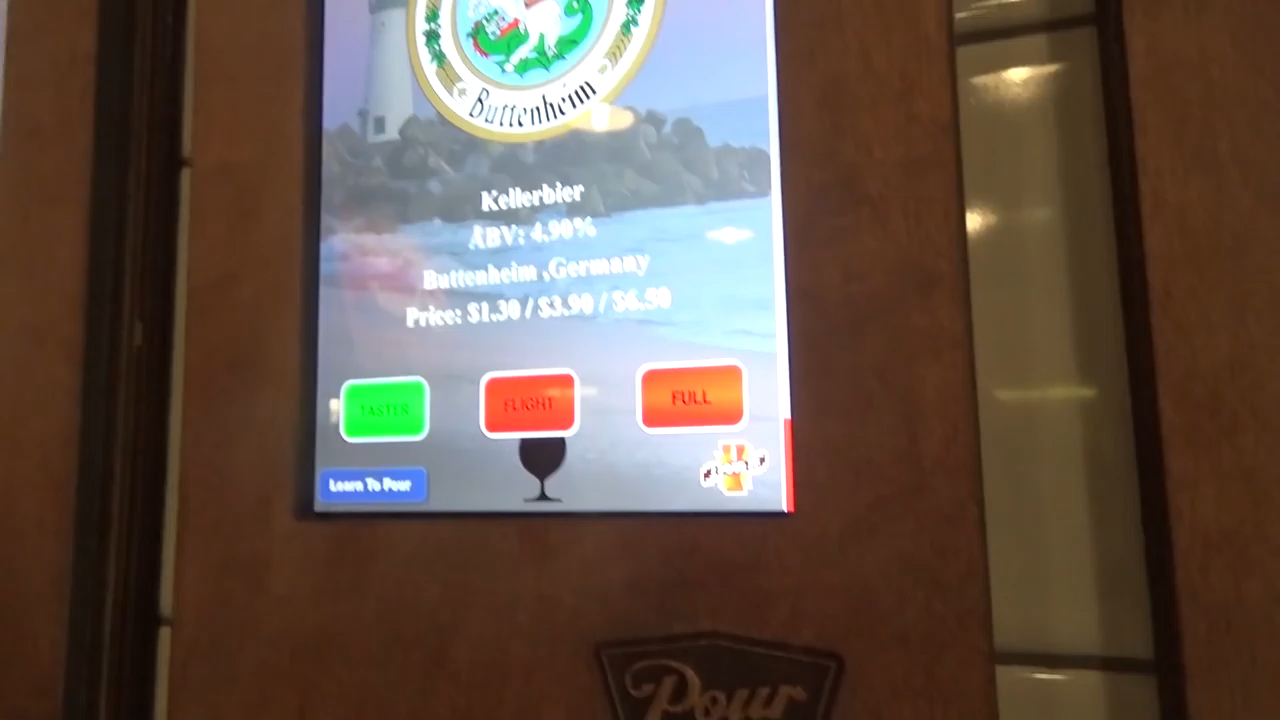 Buttenheim
Kellerbier
ABV: 4.90%
Buttenheim ,Germany
Price: $1.30 / $3.90 / $6.50
TASTER
FLIGHT
FULL
Learn To Pour
Pour